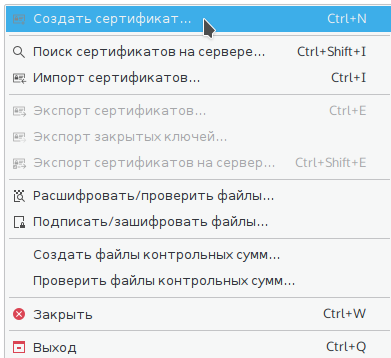 Создать сертификат... Ctrl+N
Поиск сертификатов на сервере... Ctrl+Shift+I
Импорт сертификатов... Ctrl+I
Экспорт сертификатов... Ctrl+E
Экспорт закрытых ключей...
Экспорт сертификатов на сервер... Ctrl+Shift+E
Расшифровать/проверить файлы...
Подписать/зашифровать файлы...
Создать файлы контрольных сумм...
Проверить файлы контрольных сумм...
Закрыть Ctrl+W
Выход Ctrl+Q